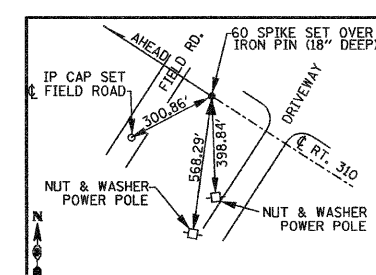 60 SPIKE SET OVER
IRON PIN (18" DEEP)
AHEAD
FIELD RD.
IP CAP SET
℄ FIELD ROAD
300.86'
DRIVEWAY
568.29'
398.84'
℄ RT. 310
NUT & WASHER
POWER POLE
NUT & WASHER
POWER POLE
N